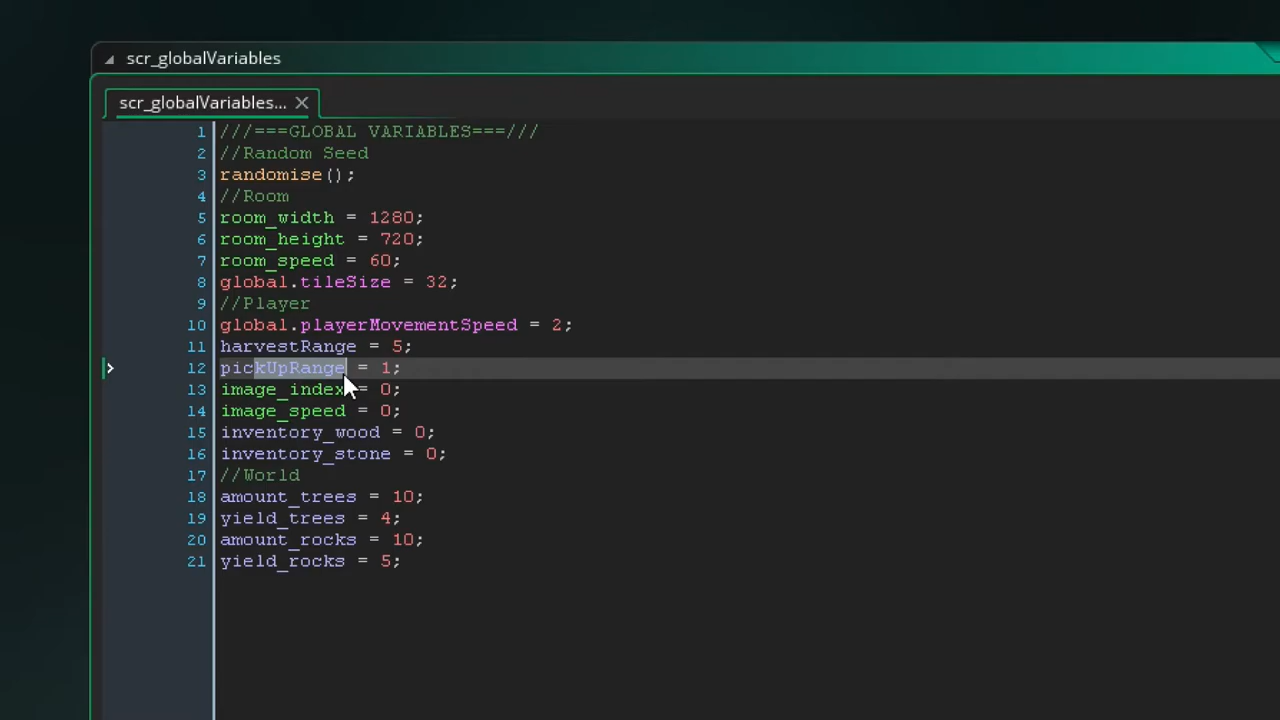 scr_globalVariables
scr_globalVariables...
1 ///===GLOBAL VARIABLES===///
2 //Random Seed
3 randomise();
4 //Room
5 room_width = 1280;
6 room_height = 720;
7 room_speed = 60;
8 global.tileSize = 32;
9 //Player
10 global.playerMovementSpeed = 2;
11 harvestRange = 5;
12 pickUpRange = 1;
13 image_index = 0;
14 image_speed = 0;
15 inventory_wood = 0;
16 inventory_stone = 0;
17 //World
18 amount_trees = 10;
19 yield_trees = 4;
20 amount_rocks = 10;
21 yield_rocks = 5;